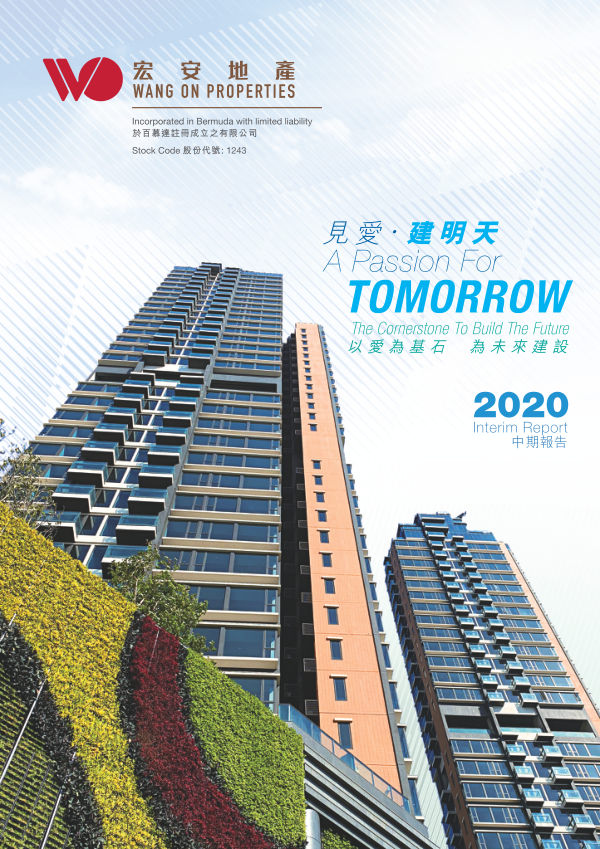 宏安地產
WANG ON PROPERTIES
Incorporated in Bermuda with limited liability
於百慕達註冊成立之有限公司
Stock Code 股份代號: 1243
見愛·建明天
A Passion For
TOMORROW
The Cornerstone To Build The Future
以愛為基石 為未來建設
2020
Interim Report
中期報告